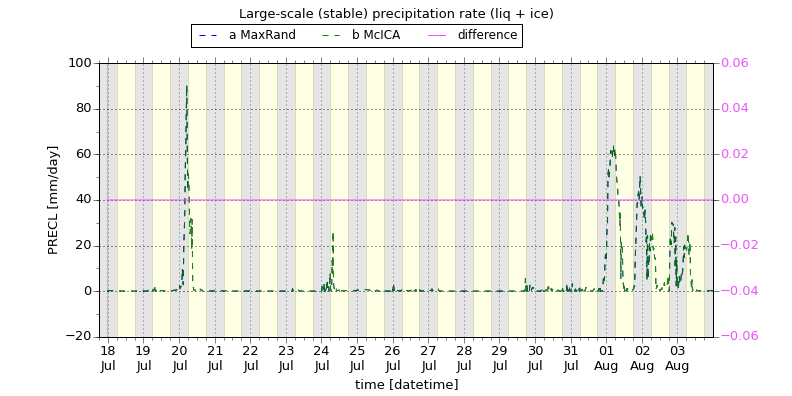 Large-scale (stable) precipitation rate (liq + ice)
a MaxRand b McICA difference
100
80
60
40
20
0
−20
PRECL [mm/day]
0.06
0.04
0.02
0.00
−0.02
−0.04
−0.06
18 19 20 21 22 23 24 25 26 27 28 29 30 31 01 02 03
Jul Jul Jul Jul Jul Jul Jul Jul Jul Jul Jul Jul Jul Jul Aug Aug Aug
time [datetime]